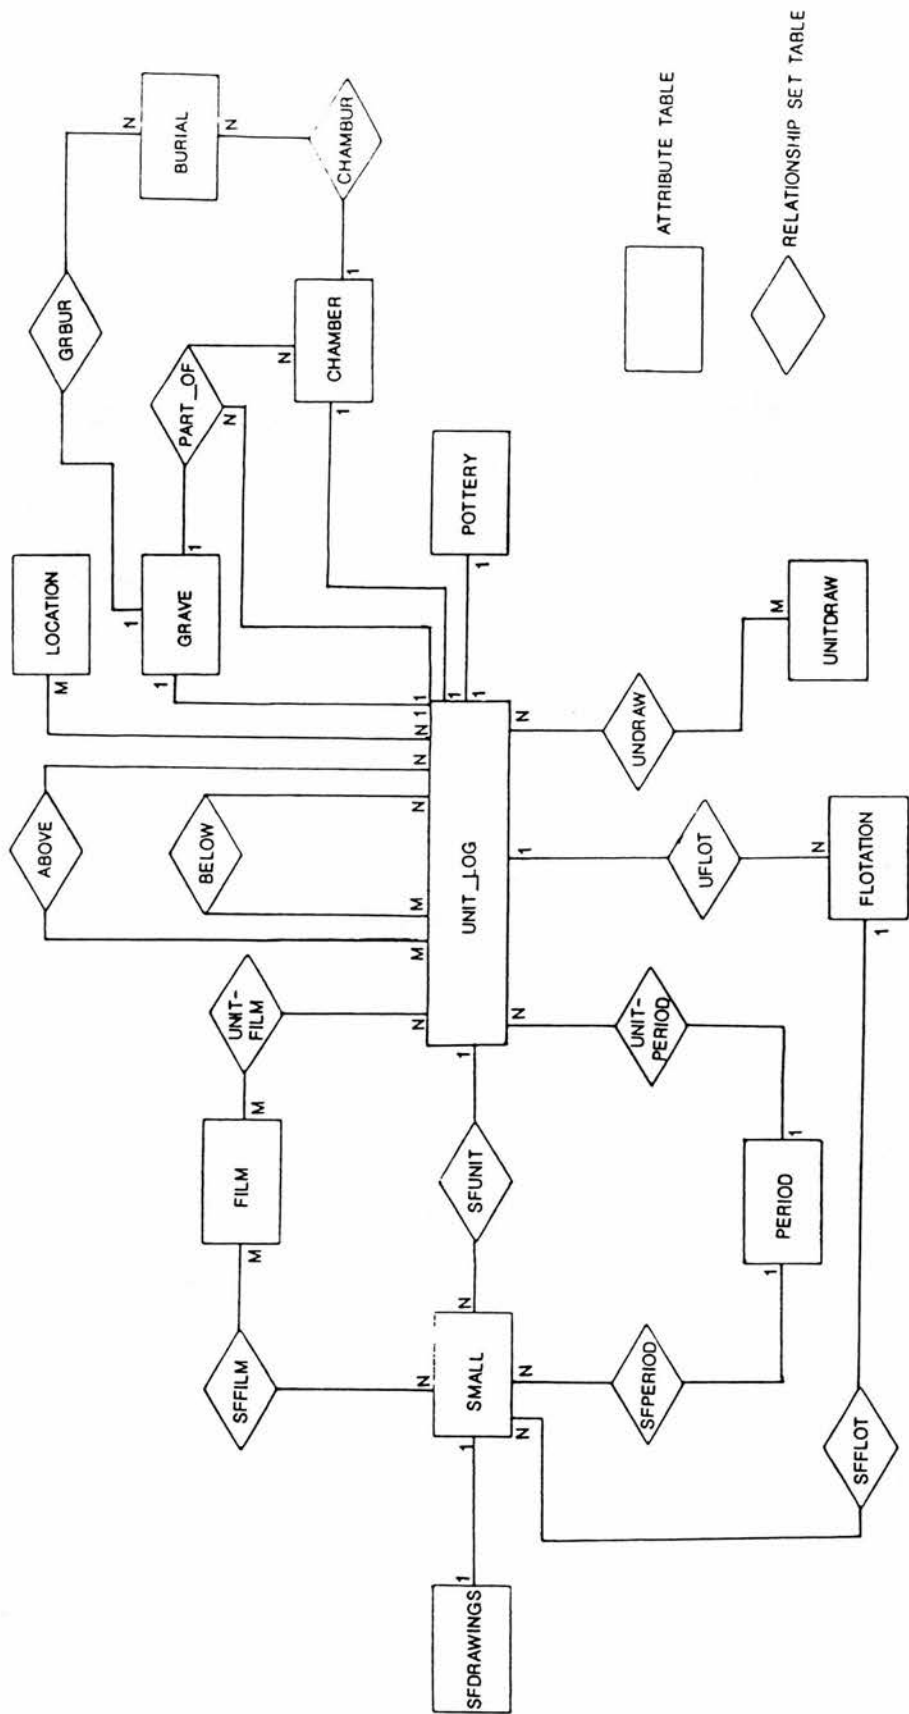 ABOVE
LOCATION
M
GRBUR
N
1
UNIT-
FILM
BELOW
GRAVE
1
1
PART_OF
N
BURIAL
N
SFFILM
M
FILM
M
N
CHAMBUR
1
CHAMBER
1
N
N
M
M
N
N
N
1
1
1
1
SFDRAWINGS
1
1
SMALL
N
SFUNIT
1
UNIT_LOG
1
POTTERY
N
N
N
1
N
SFPERIOD
UNIT-
PERIOD
UFLOT
UNDRAW
ATTRIBUTE TABLE
1
PERIOD
1
N
M
UNITDRAW
RELATIONSHIP SET TABLE
SFFLOT
1
FLOTATION